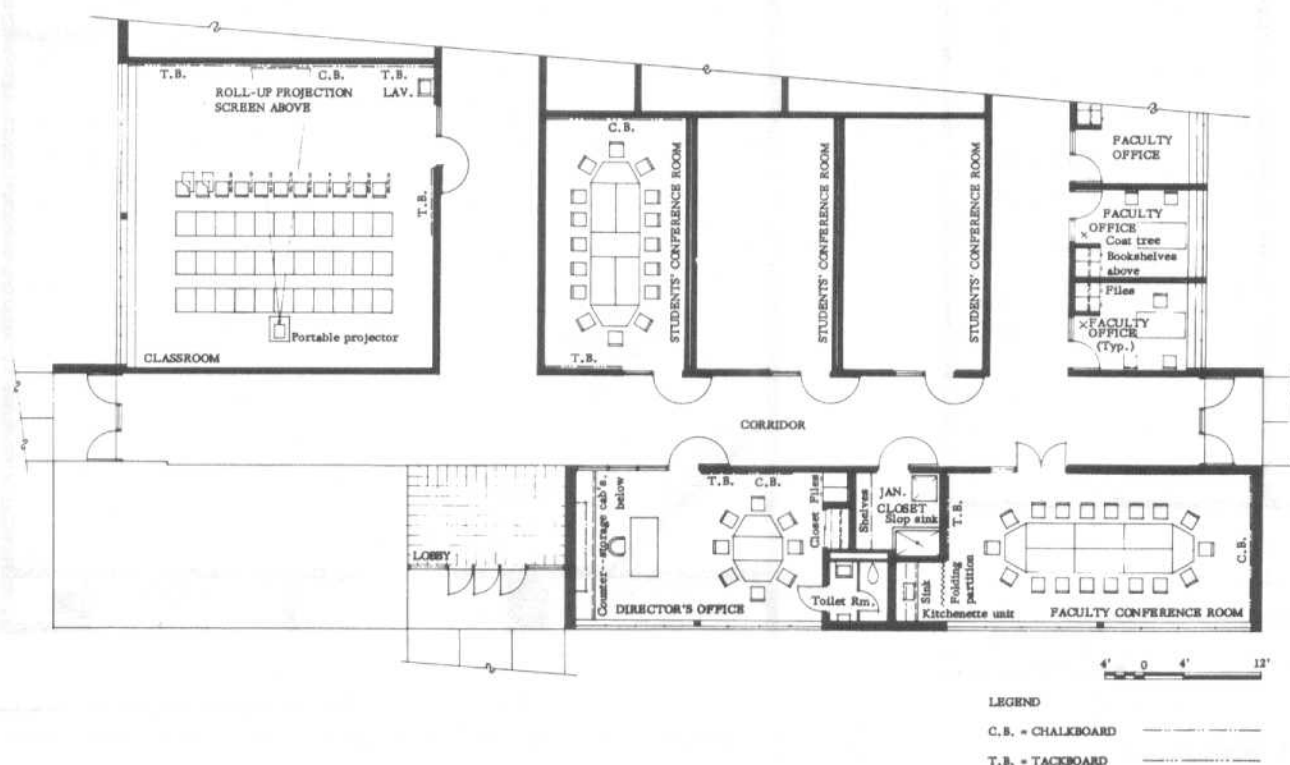 T.B.
C.B.
T.B.
ROLL-UP PROJECTION
SCREEN ABOVE
LAV.
T.B.
Portable projector
CLASSROOM
C.B.
STUDENTS' CONFERENCE ROOM
T.B.
STUDENTS' CONFERENCE ROOM
STUDENTS' CONFERENCE ROOM
FACULTY
OFFICE
FACULTY
OFFICE
Coat tree
Bookshelves
above
Files
FACULTY
OFFICE
(Typ.)
CORRIDOR
LOBBY
Counter-storage cab's.
below
T.B.
C.B.
Files
Closet
DIRECTOR'S OFFICE
Shelves
JAN.
CLOSET
Slop sink
Toilet Rm.
Sink
Kitchenette unit
Folding
partition
T.B.
C.B.
FACULTY CONFERENCE ROOM
4' 0 4' 12'
LEGEND
C.B. = CHALKBOARD
T.B. = TACKBOARD